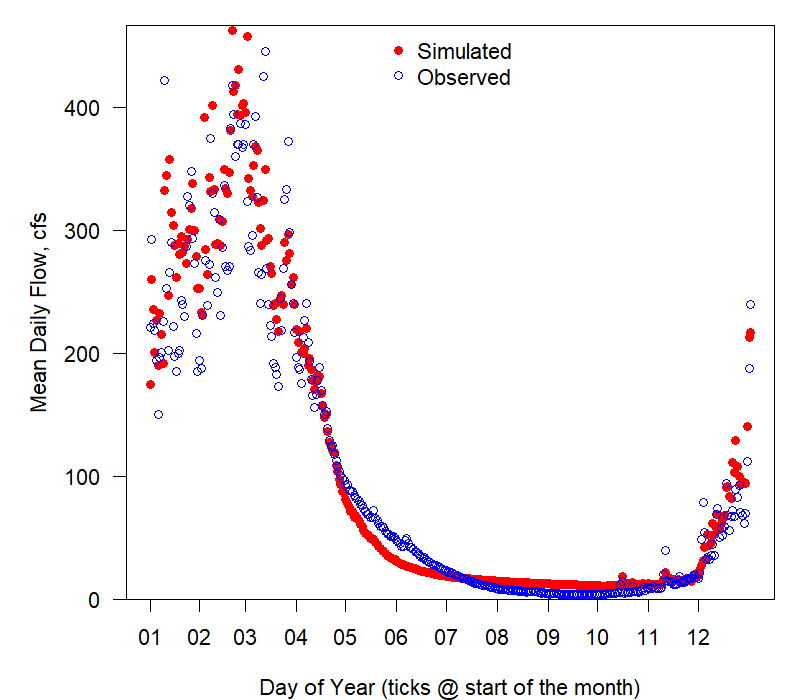 Simulated
Observed
Mean Daily Flow, cfs
400
300
200
100
0
01 02 03 04 05 06 07 08 09 10 11 12
Day of Year (ticks @ start of the month)